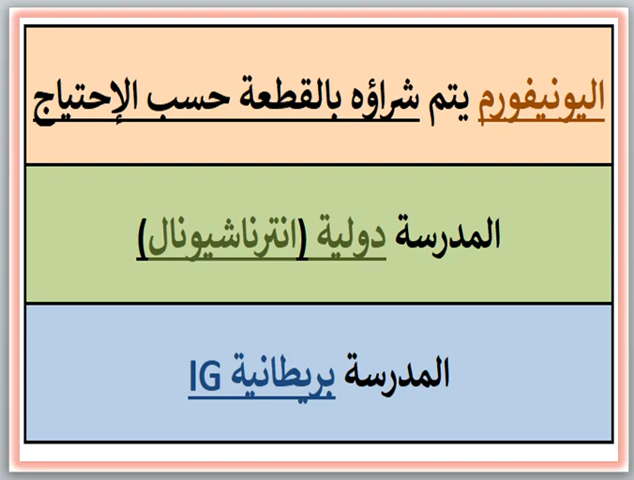 اليونيفورم يتم شراؤه بالقطعة حسب الإحتياج
المدرسة دولية (انترناشيونال)
المدرسة بريطانية IG